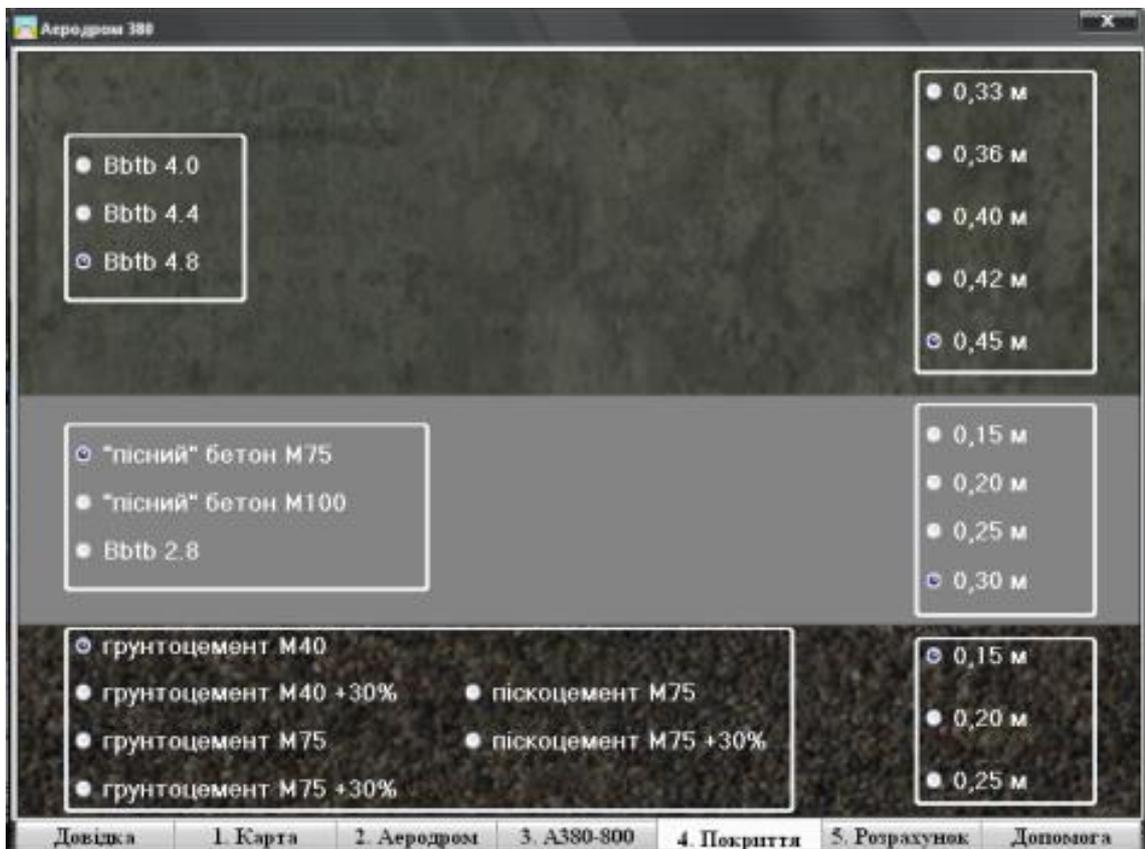 Аеродром 380
x
Bbtb 4.0
Bbtb 4.4
Bbtb 4.8
0,33 м
0,36 м
0,40 м
0,42 м
0,45 м
"пісний" бетон М75
"пісний" бетон М100
Bbtb 2.8
0,15 м
0,20 м
0,25 м
0,30 м
грунтоцемент М40
грунтоцемент М40 +30% піскоцемент М75
грунтоцемент М75 піскоцемент М75 +30%
грунтоцемент М75 +30%
0,15 м
0,20 м
0,25 м
Довідка 1. Карта 2. Аеродром 3. А380-800 4. Покриття 5. Розрахунок Допомога